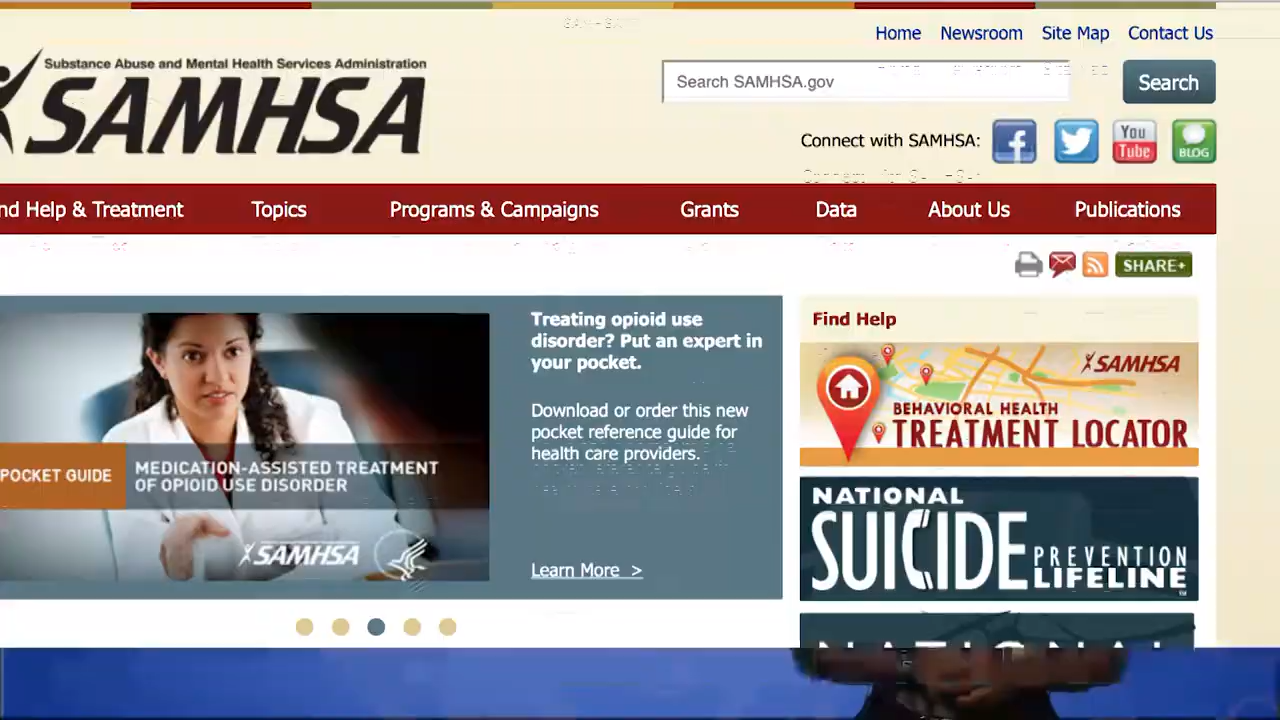 Home Newsroom Site Map Contact Us
Substance Abuse and Mental Health Services Administration
SAMHSA
Search SAMHSA.gov
Search
Connect with SAMHSA:
You
Tube
BLOG
nd Help & Treatment Topics Programs & Campaigns Grants Data About Us Publications
SHARE+
Treating opioid use
disorder? Put an expert in
your pocket.
Download or order this new
pocket reference guide for
health care providers.
Learn More >
POCKET GUIDE
MEDICATION-ASSISTED TREATMENT
OF OPIOID USE DISORDER
SAMHSA
Find Help
SAMHSA
BEHAVIORAL HEALTH
TREATMENT LOCATOR
NATIONAL
SUICIDE PREVENTION
LIFELINE
NATIONAL